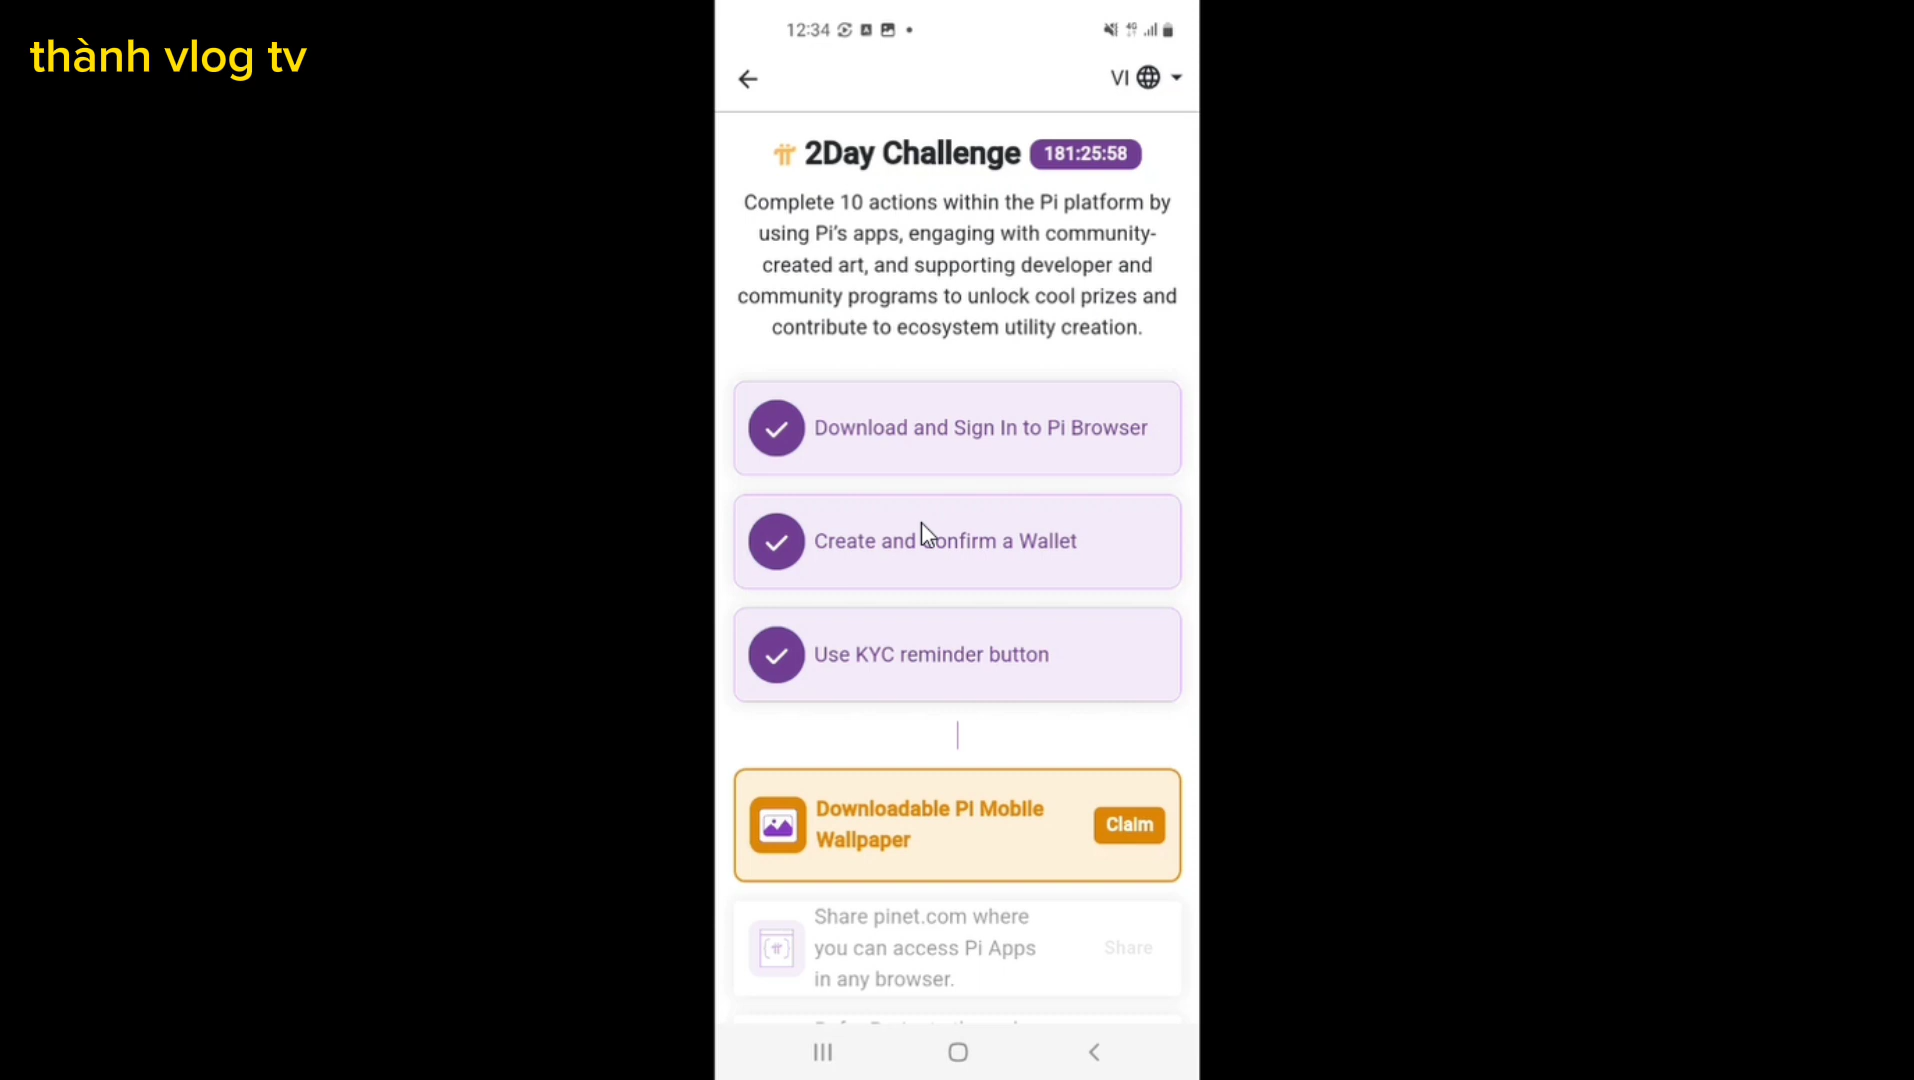 thành vlog tv
12:34
4G
VI
2Day Challenge 181:25:58
Complete 10 actions within the Pi platform by
using Pi's apps, engaging with community-
created art, and supporting developer and
community programs to unlock cool prizes and
contribute to ecosystem utility creation.
Download and Sign In to Pi Browser
Create and Confirm a Wallet
Use KYC reminder button
Downloadable Pi Mobile
Wallpaper
Claim
Share pinet.com where
you can access Pi Apps
in any browser.
Share